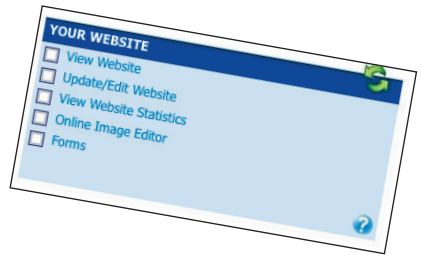 YOUR WEBSITE
View Website
Update/Edit Website
View Website Statistics
Online Image Editor
Forms
?